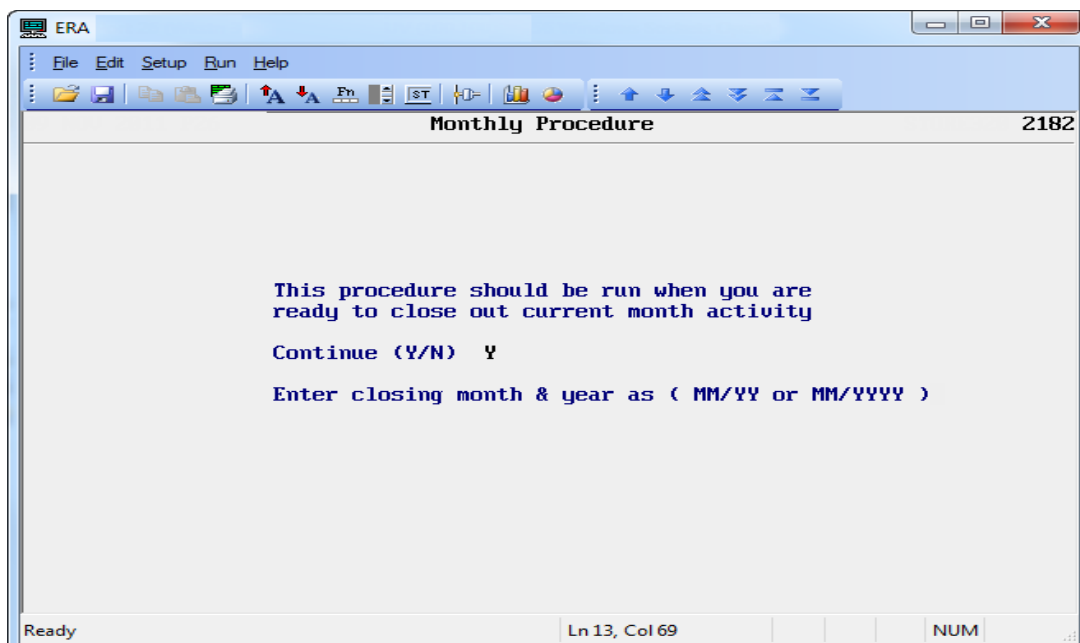 ERA
File Edit Setup Run Help
A A Fn ST
Monthly Procedure 2182
This procedure should be run when you are
ready to close out current month activity
Continue (Y/N) Y
Enter closing month & year as ( MM/YY or MM/YYYY )
Ready Ln 13, Col 69 NUM